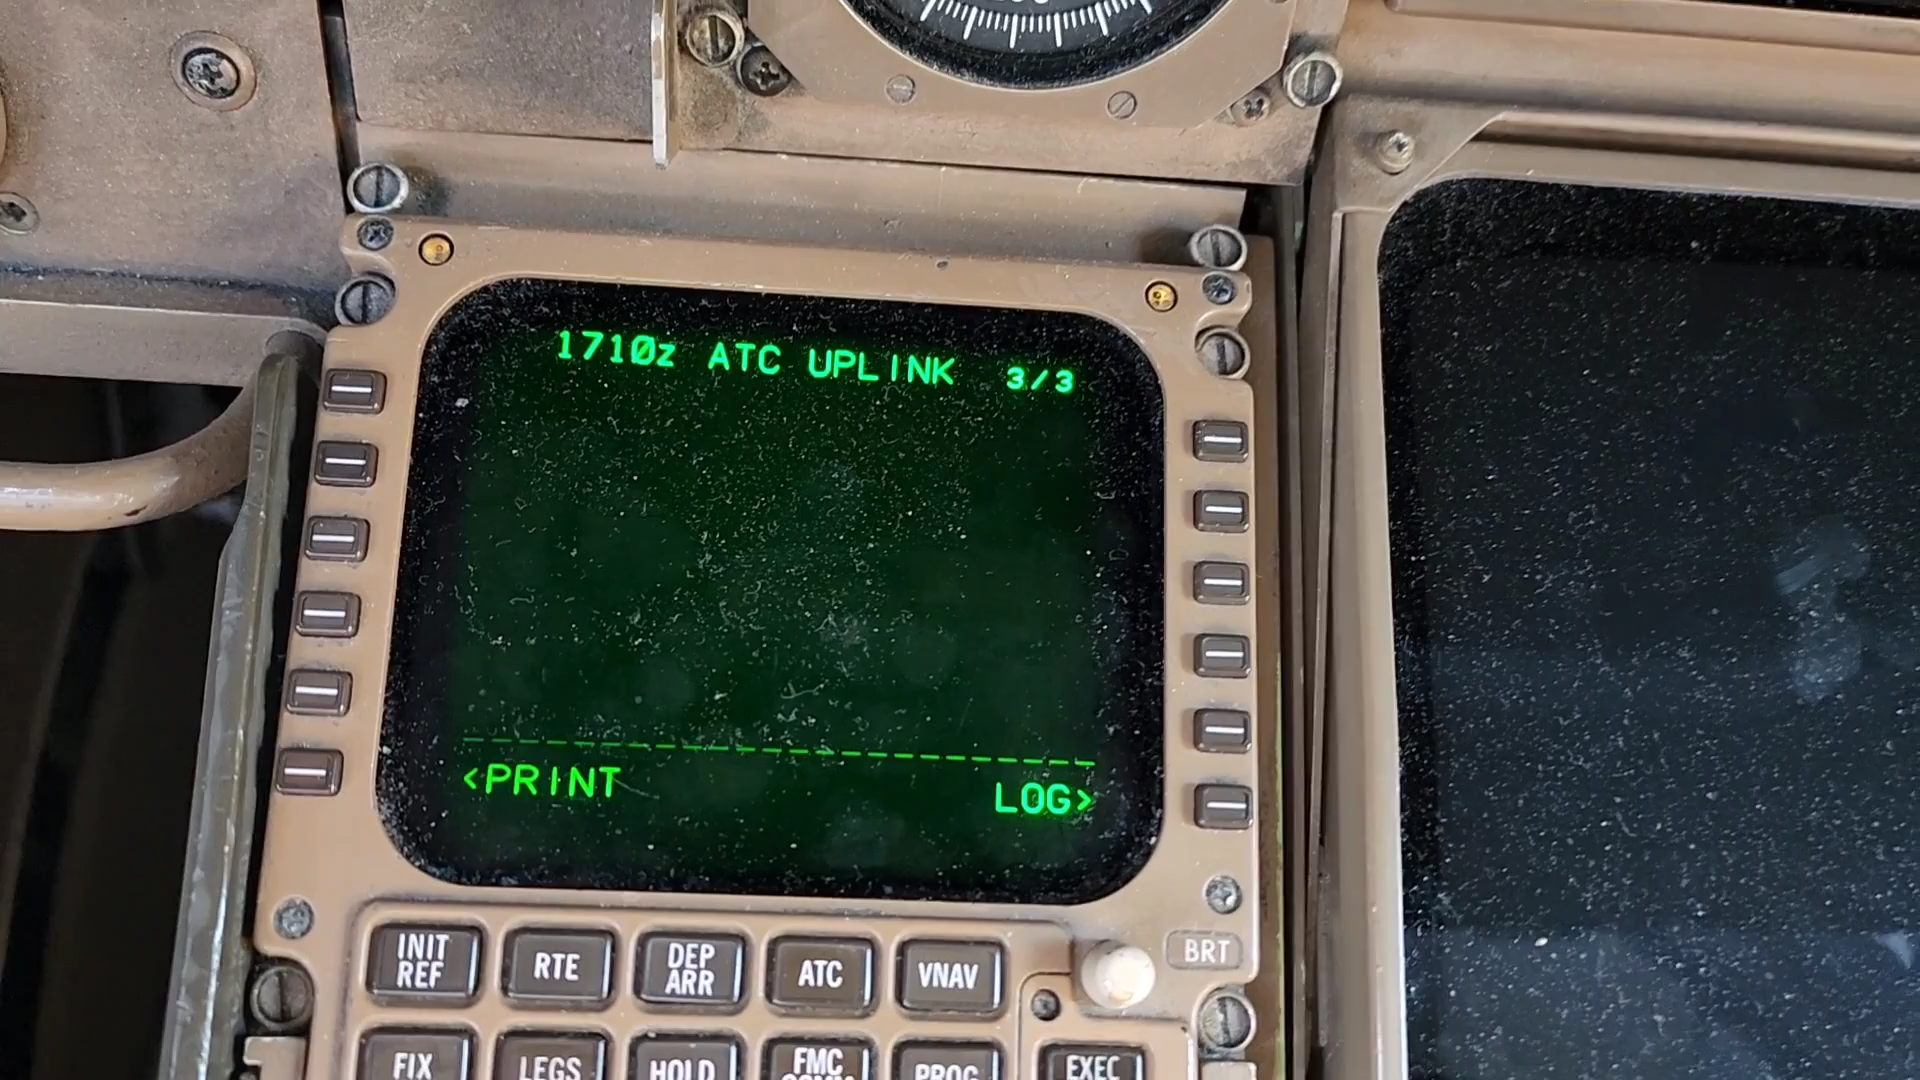 1710z ATC UPLINK 3/3
<PRINT LOG>
INIT REF
RTE
DEP ARR
ATC
VNAV
BRT
FIX
LEGS
HOLD
FMC COMM
PROG
EXEC